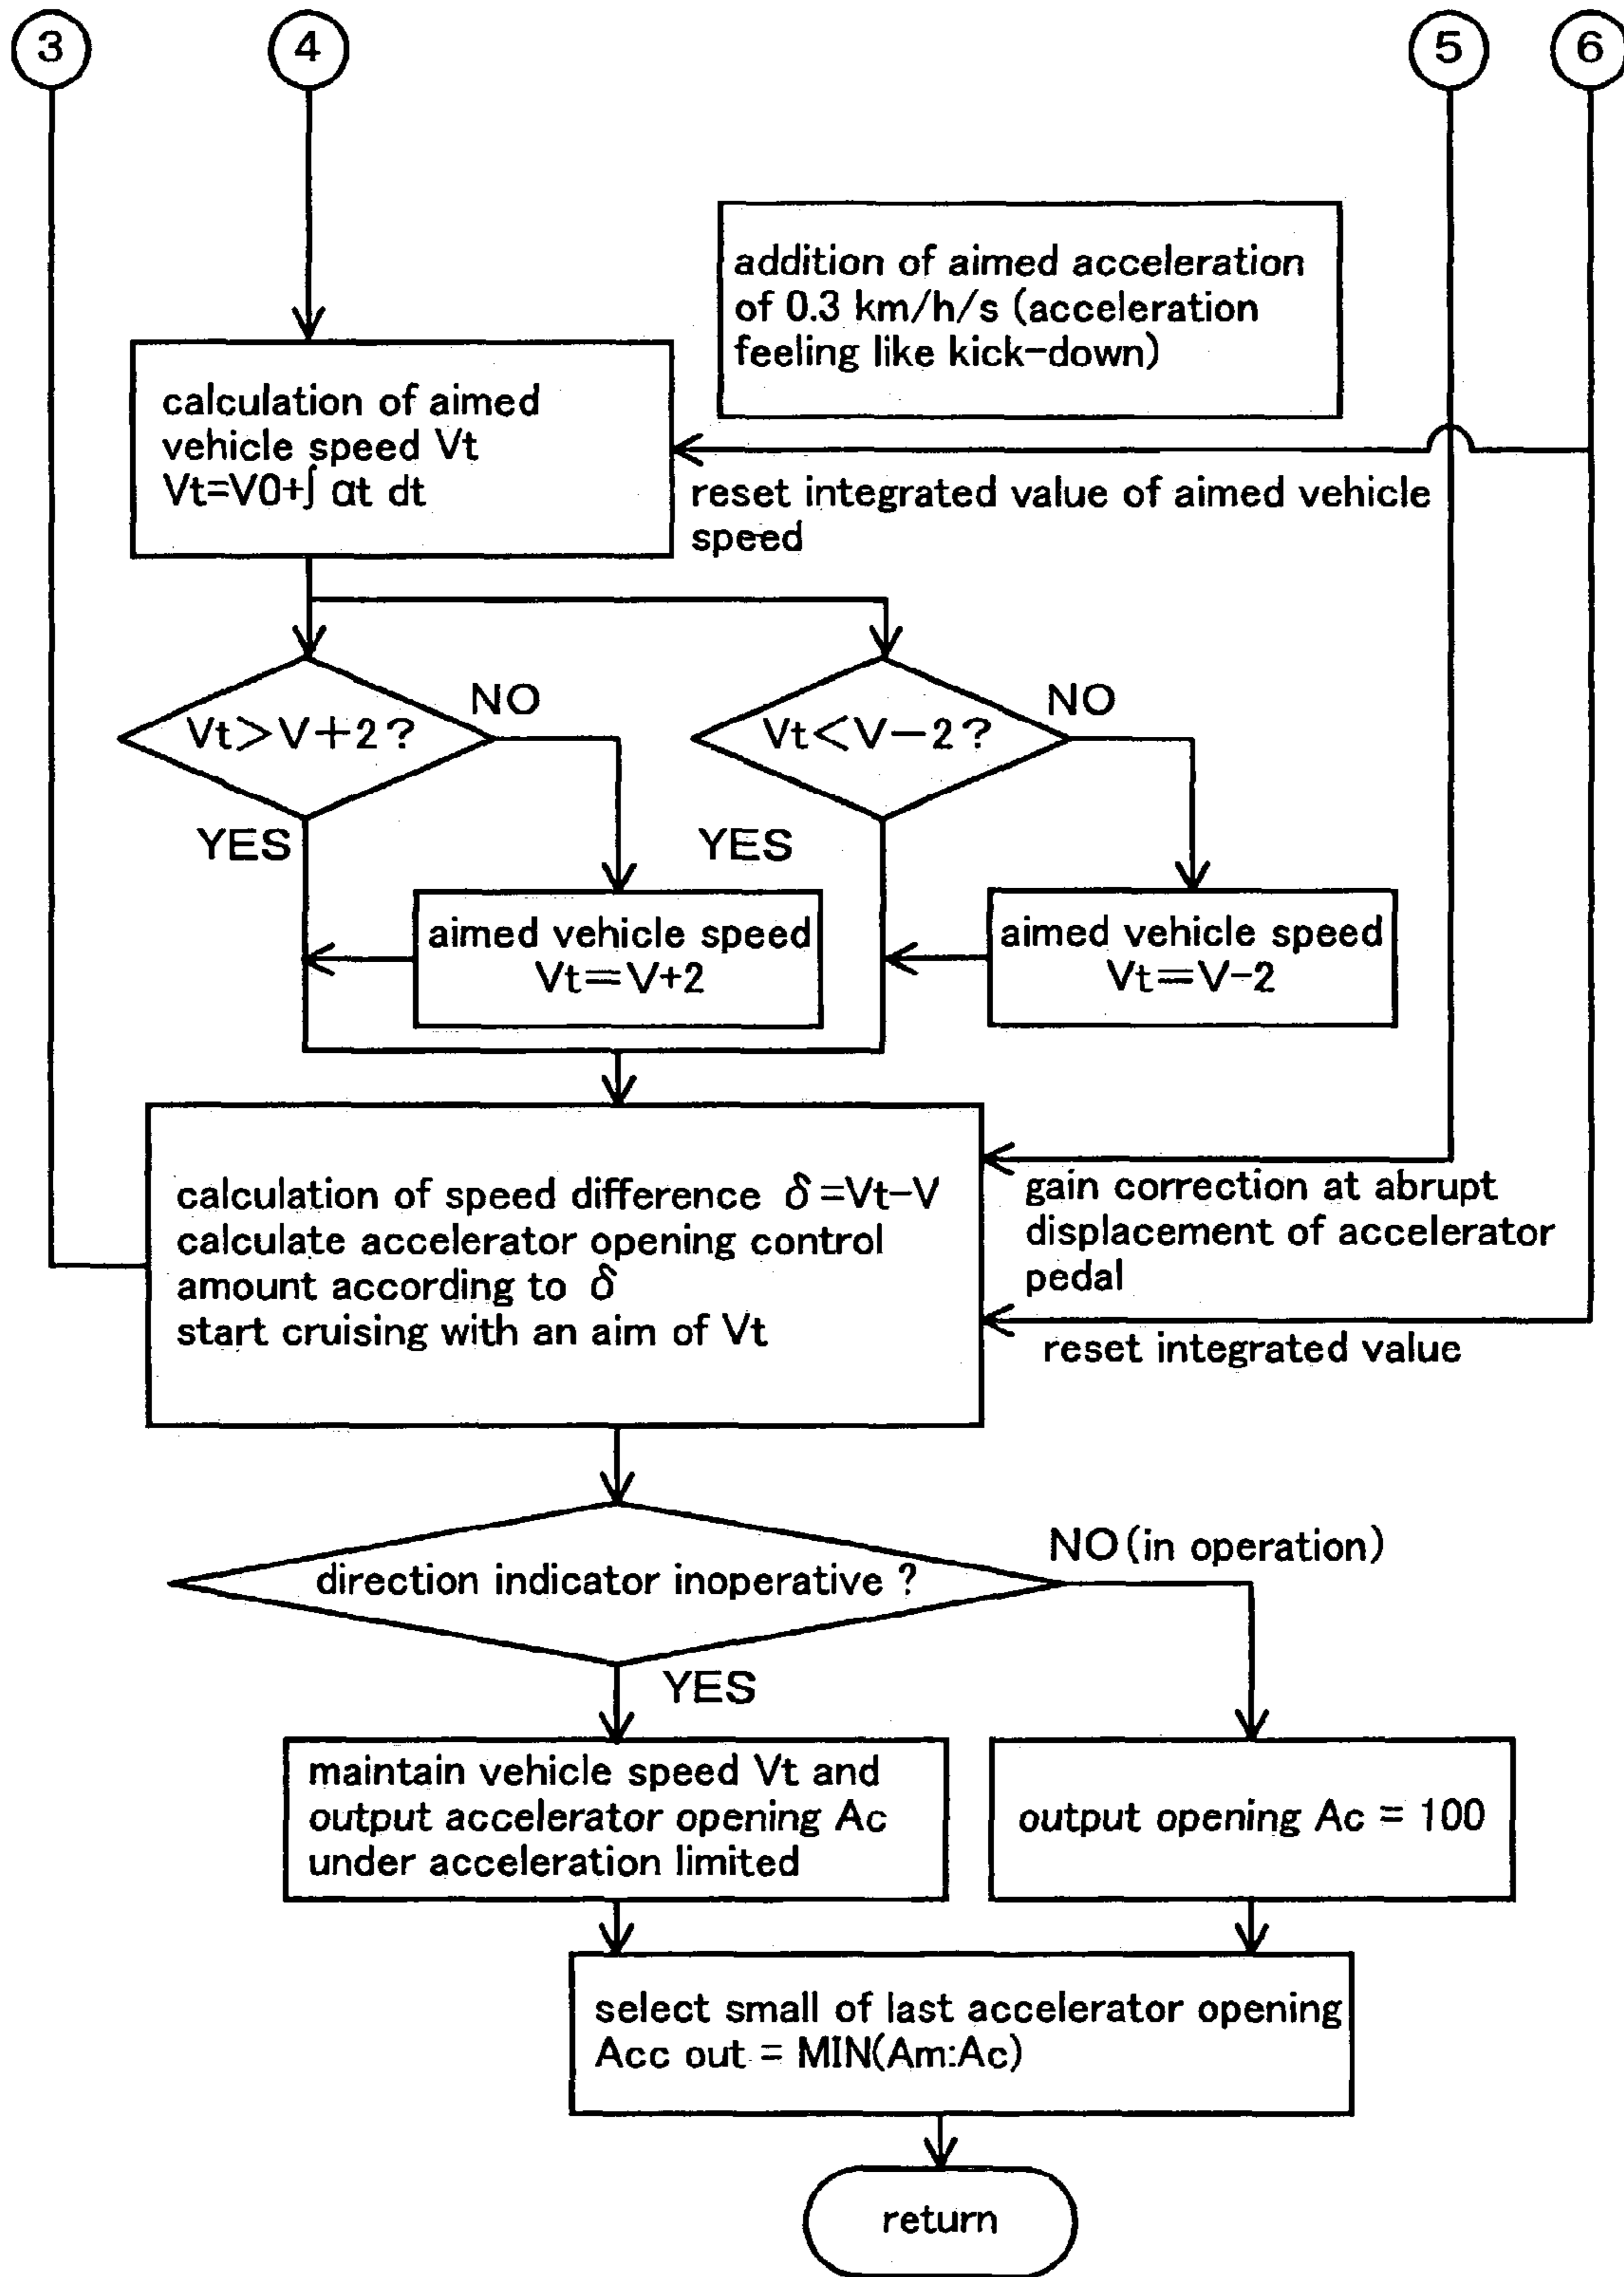 3
4
5
6
addition of aimed acceleration
of 0.3 km/h/s (acceleration
feeling like kick-down)
calculation of aimed
vehicle speed Vt
Vt=V0+∫ αt dt
reset integrated value of aimed vehicle
speed
Vt>V+2?
NO
YES
Vt<V-2?
NO
YES
aimed vehicle speed
Vt=V+2
aimed vehicle speed
Vt=V-2
calculation of speed difference δ=Vt-V
calculate accelerator opening control
amount according to δ
start cruising with an aim of Vt
gain correction at abrupt
displacement of accelerator
pedal
reset integrated value
direction indicator inoperative ?
NO (in operation)
YES
maintain vehicle speed Vt and
output accelerator opening Ac
under acceleration limited
output opening Ac = 100
select small of last accelerator opening
Acc out = MIN(Am:Ac)
return